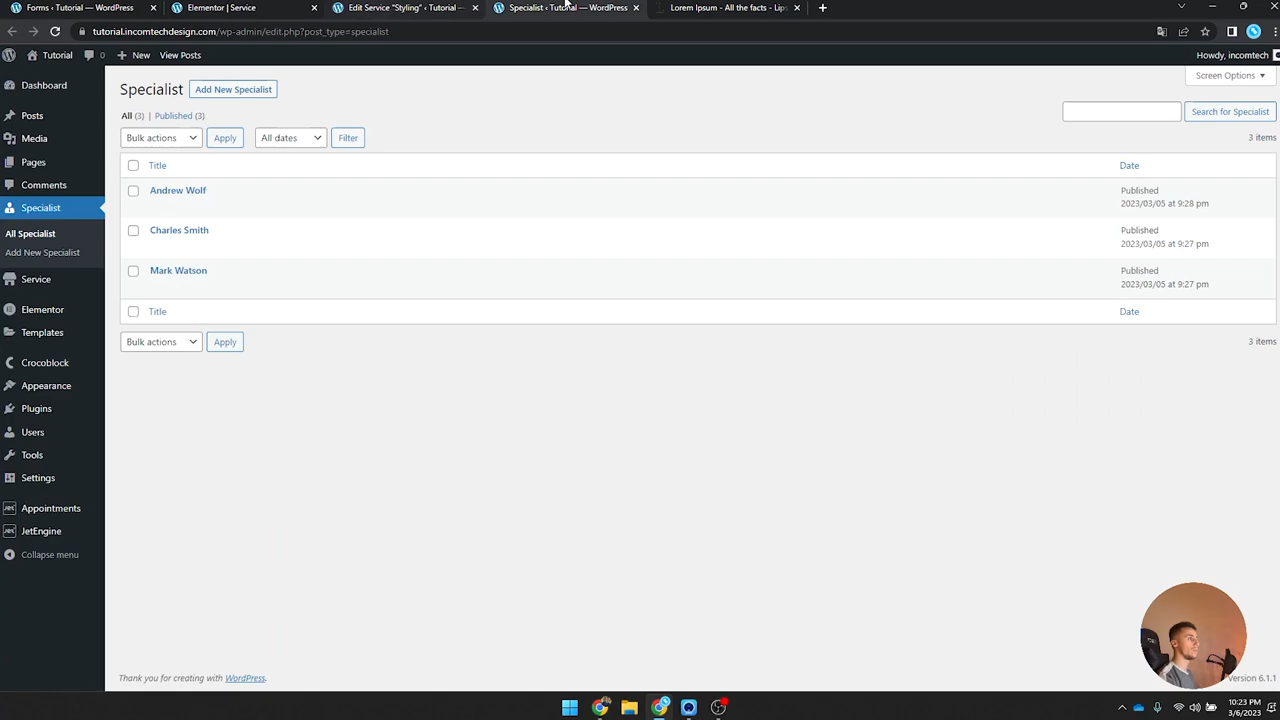 Forms ‹ Tutorial — WordPress
Elementor | Service
Edit Service "Styling" ‹ Tutorial —
Specialist ‹ Tutorial — WordPress
Lorem Ipsum - All the facts - Lips
tutorial.incomtechdesign.com/wp-admin/edit.php?post_type=specialist
Tutorial
0
New
View Posts
Howdy, incomtech
Screen Options
Dashboard
Posts
Media
Pages
Comments
Specialist
All Specialist
Add New Specialist
Service
Elementor
Templates
Crocoblock
Appearance
Plugins
Users
Tools
Settings
Appointments
JetEngine
Collapse menu
Specialist
Add New Specialist
All (3) | Published (3)
Search for Specialist
Bulk actions
Apply
All dates
Filter
3 items
Title
Date
Andrew Wolf
Published
2023/03/05 at 9:28 pm
Charles Smith
Published
2023/03/05 at 9:27 pm
Mark Watson
Published
2023/03/05 at 9:27 pm
Title
Date
Bulk actions
Apply
3 items
Thank you for creating with WordPress.
Version 6.1.1
10:23 PM
3/6/2023